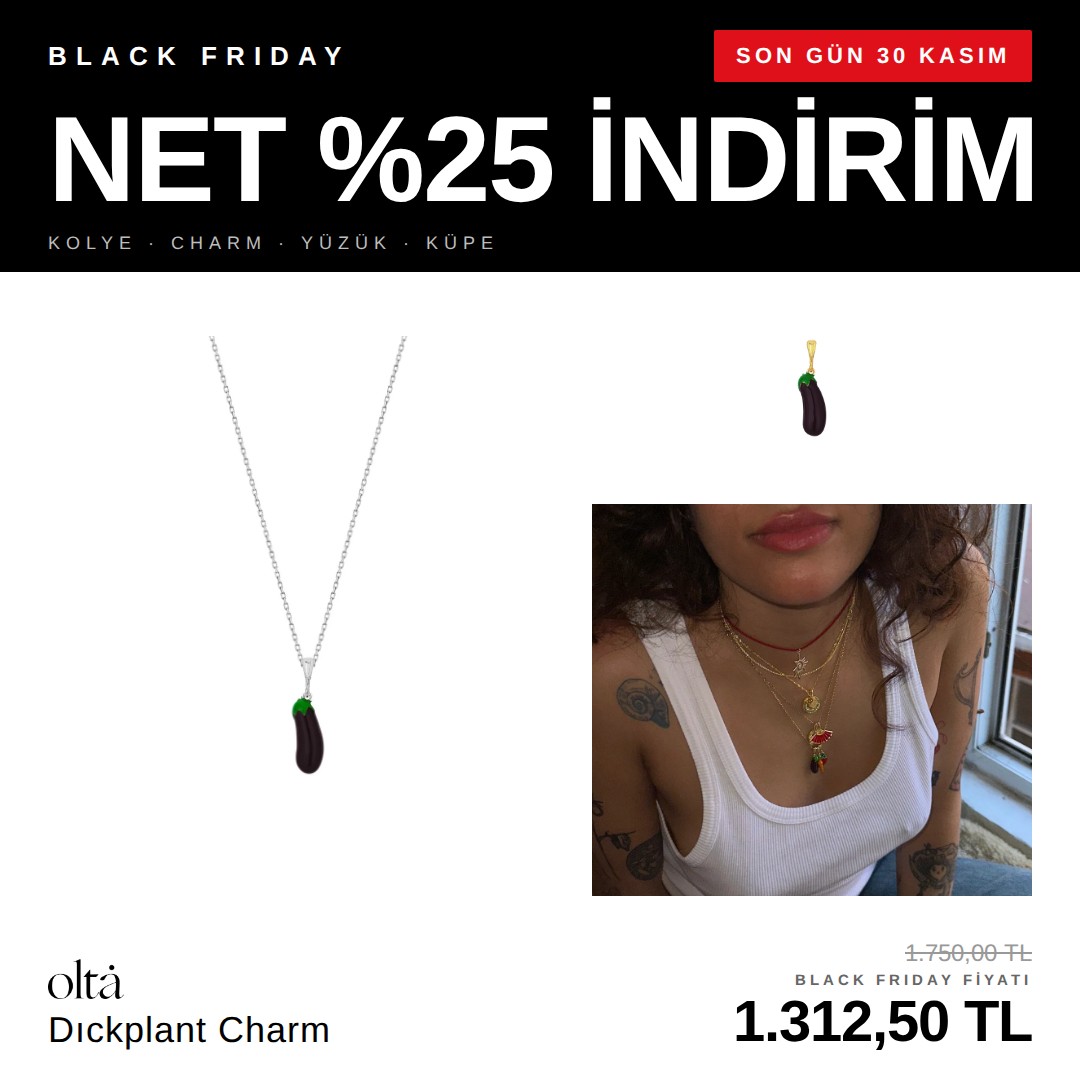 BLACK FRIDAY
SON GÜN 30 KASIM
NET %25 İNDİRİM
KOLYE · CHARM · YÜZÜK · KÜPE
olta
Dıckplant Charm
1.750,00 TL
BLACK FRIDAY FİYATI
1.312,50 TL